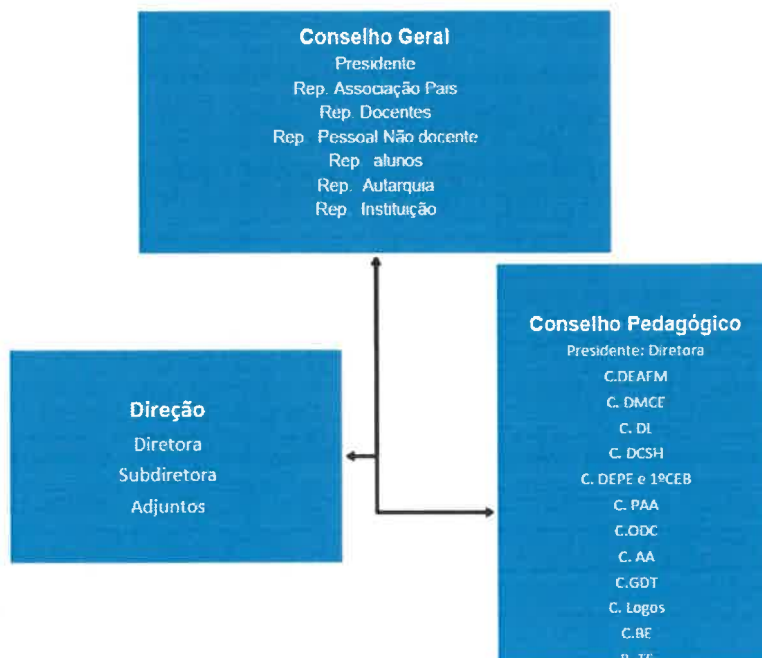 Conselho Geral
Presidente
Rep. Associação Pais
Rep. Docentes
Rep. Pessoal Não docente
Rep. alunos
Rep. Autarquia
Rep. Instituição
Direção
Diretora
Subdiretora
Adjuntos
Conselho Pedagógico
Presidente: Diretora
C.DEAFM
C. DMCE
C. DL
C. DCSH
C. DEPE e 1ºCEB
C. PAA
C.ODC
C. AA
C.GDT
C. Logos
C.BE